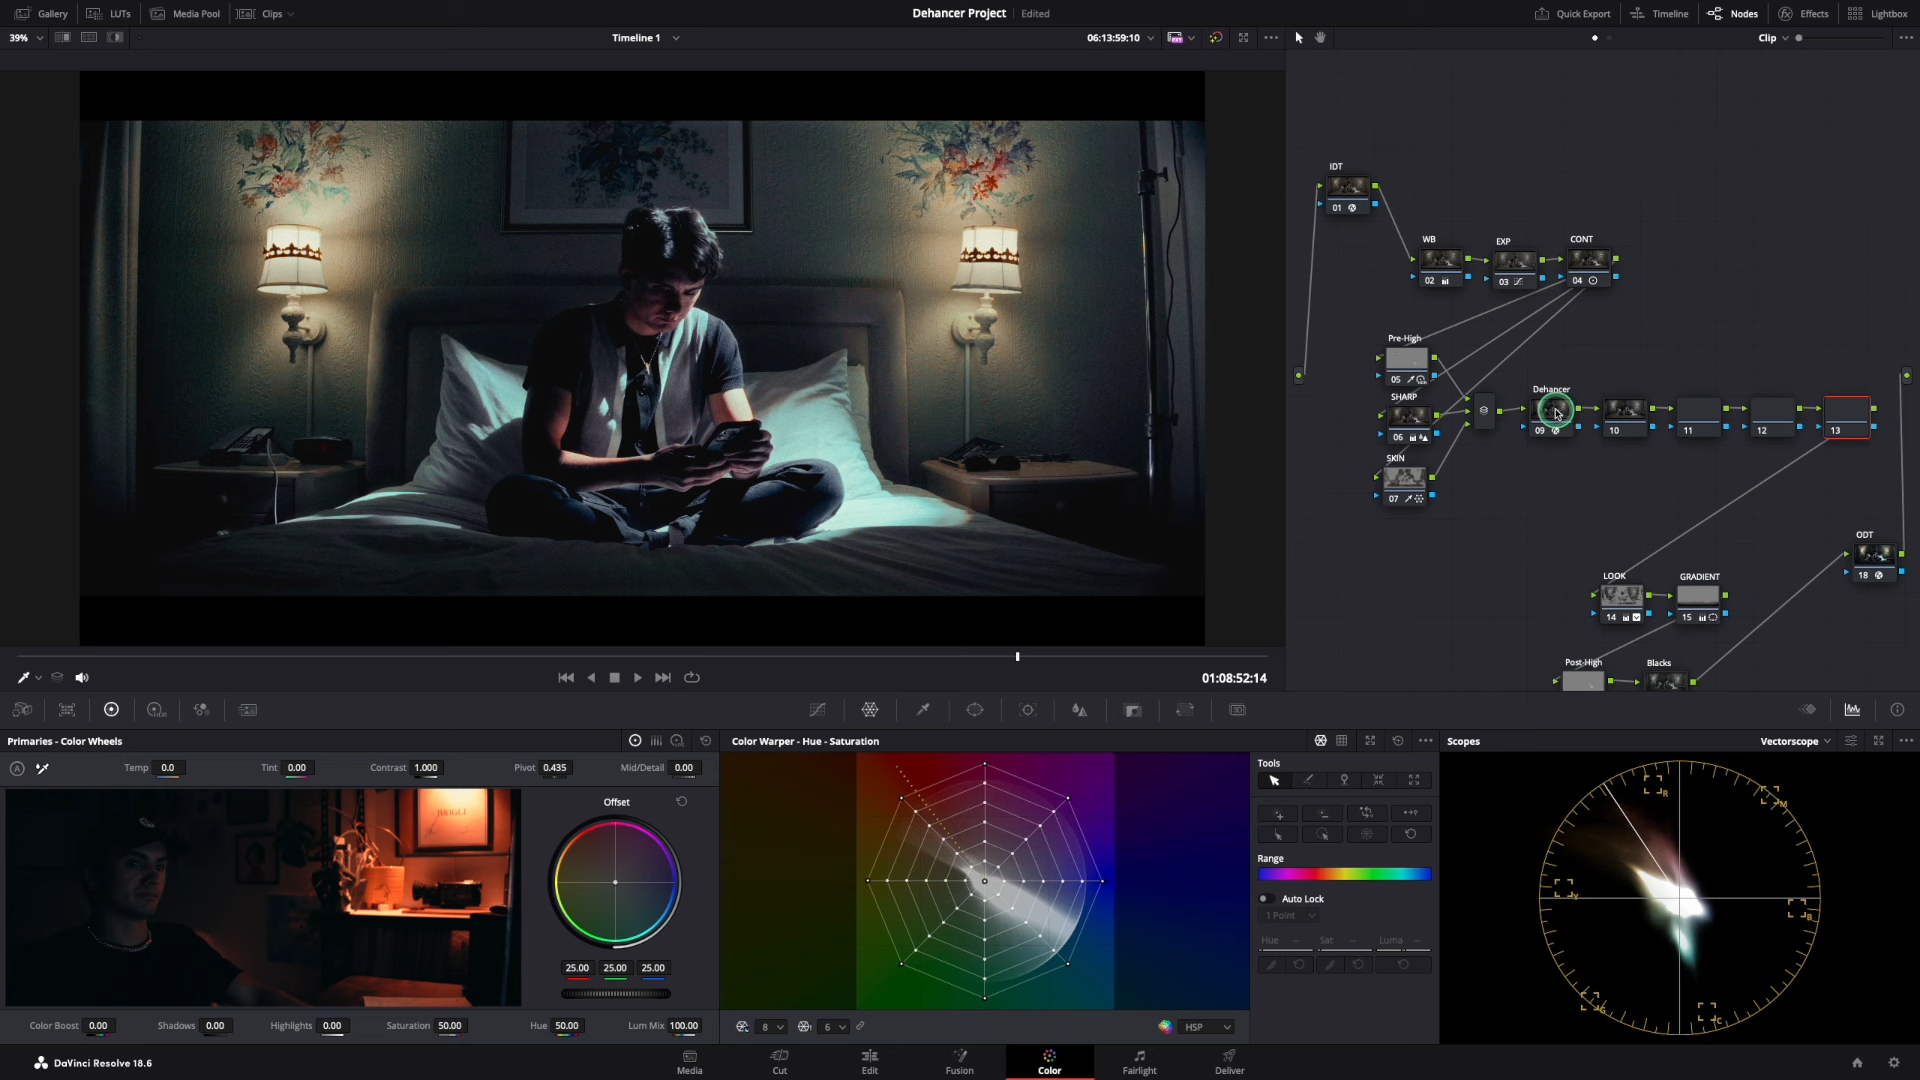 Gallery LUTs Media Pool Clips Dehancer Project Edited Quick Export Timeline Nodes Effects Lightbox
39% Timeline 1 06:13:59:10 Clip
IDT
01
WB EXP CONT
02 03 04
Pre-High
05
SHARP
06
SKIN
07
Dehancer
09 10 11 12 13
ODT
18
LOOK GRADIENT
14 15
Post-High Blacks
01:08:52:14
HDR
3D
Primaries - Color Wheels
Color Warper - Hue - Saturation
Scopes Vectorscope
A Temp 0.0 Tint 0.00 Contrast 1.000 Pivot 0.435 Mid/Detail 0.00
JUNGLE
Offset
25.00 25.00 25.00
Color Boost 0.00 Shadows 0.00 Highlights 0.00 Saturation 50.00 Hue 50.00 Lum Mix 100.00
8 6 HSP
Tools
Range
Auto Lock
1 Point
Hue -- Sat -- Luma --
R
M
Y
B
G
C
DaVinci Resolve 18.6 Media Cut Edit Fusion Color Fairlight Deliver